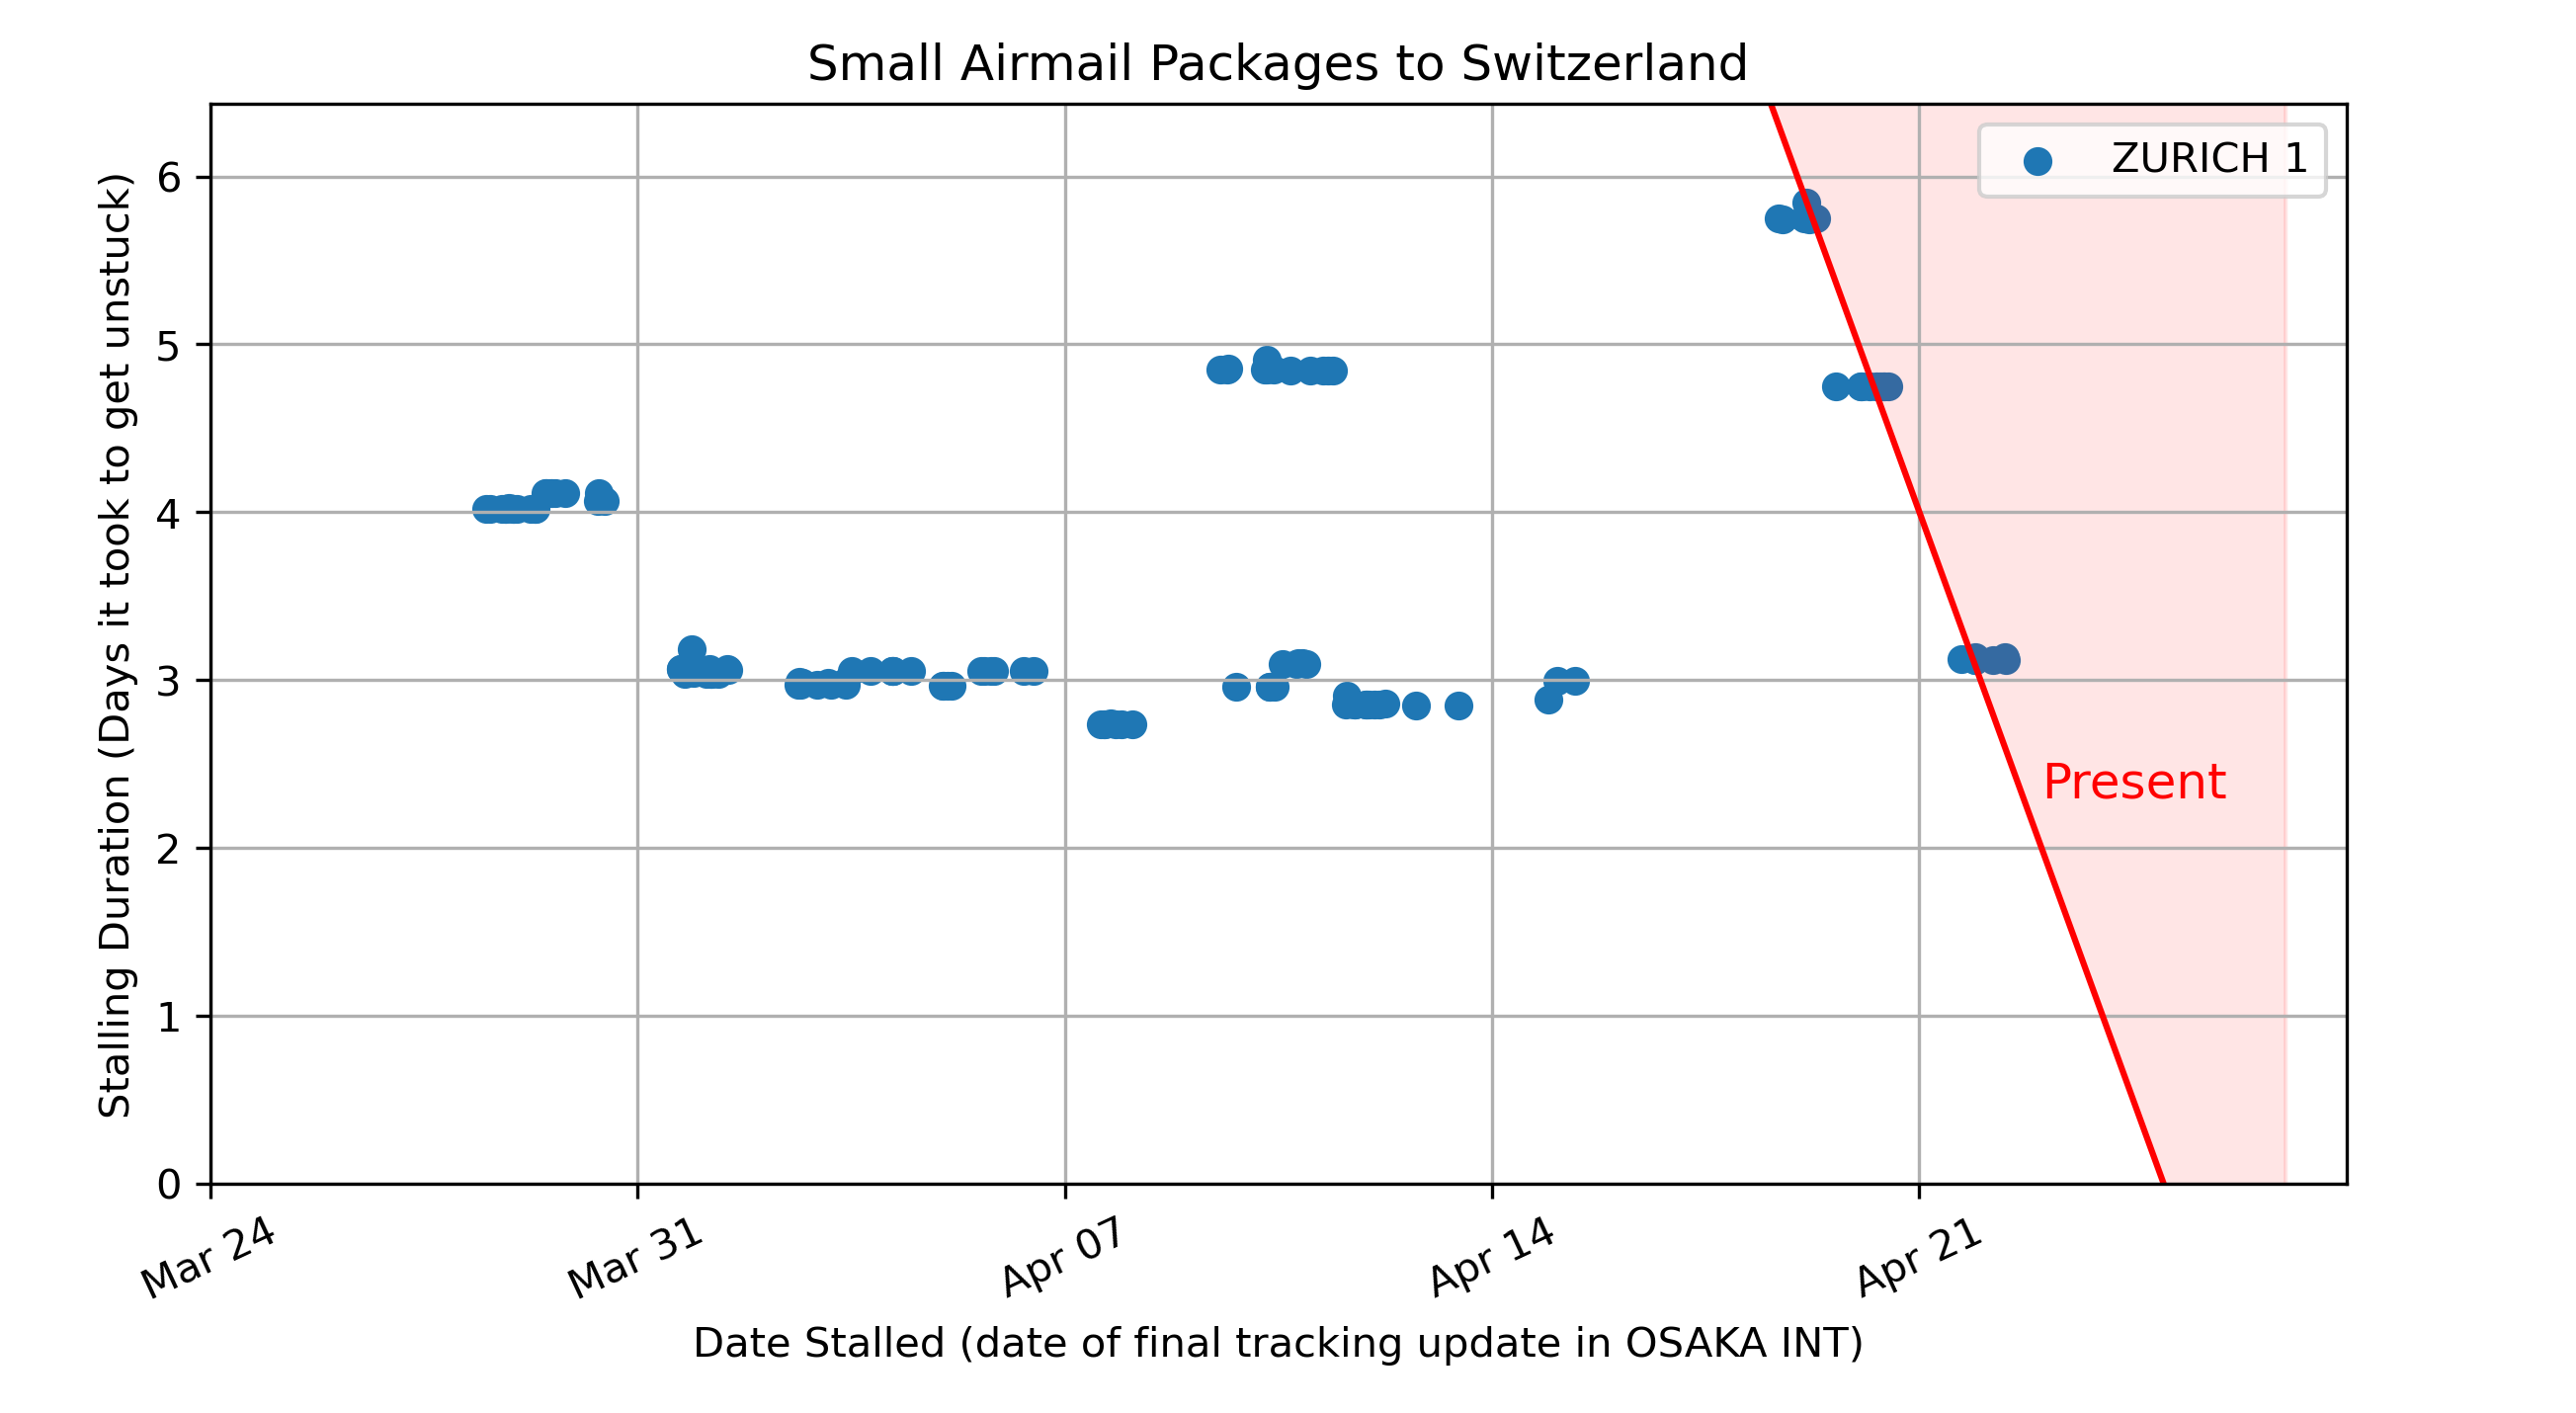 Small Airmail Packages to Switzerland
ZURICH 1
Stalling Duration (Days it took to get unstuck)
6
5
4
3
2
1
0
Present
Mar 24
Mar 31
Apr 07
Apr 14
Apr 21
Date Stalled (date of final tracking update in OSAKA INT)